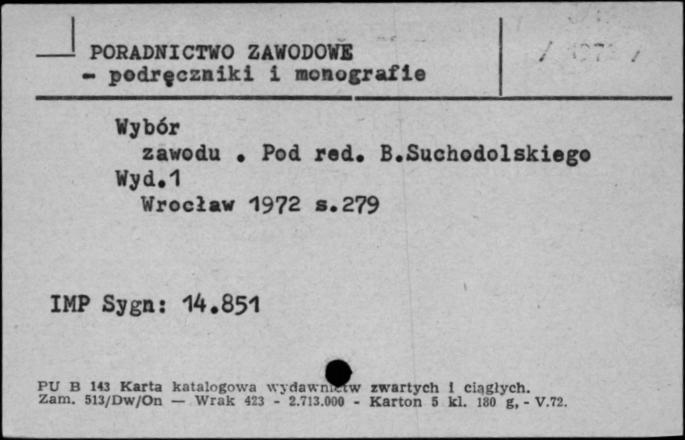 PORADNICTWO ZAWODOWE
- podręczniki i monografie
Wybór
zawodu . Pod red. B.Suchodolskiego
Wyd.1
Wrocław 1972 s.279
IMP Sygn: 14.851
PU B 143 Karta katalogowa wydawnictw zwartych i ciągłych.
Zam. 513/Dw/On — Wrak 423 - 2.713.000 - Karton 5 kl. 180 g, - V.72.